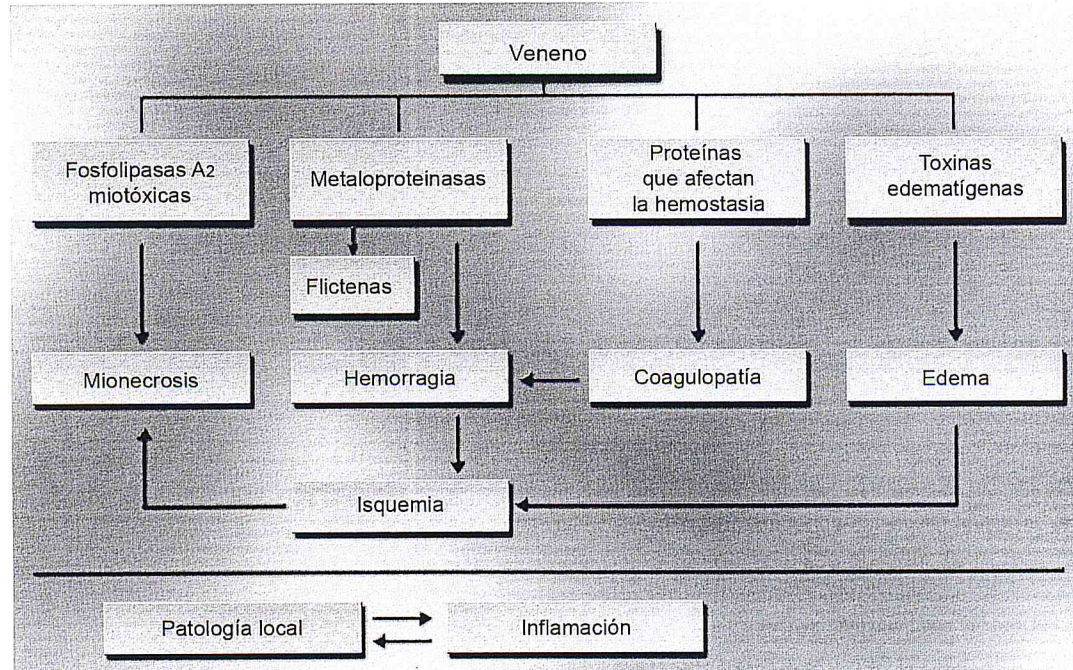 Veneno
Fosfolipasas A2
miotóxicas
Metaloproteinasas
Proteínas
que afectan
la hemostasia
Toxinas
edematígenas
Flictenas
Mionecrosis
Hemorragia
Coagulopatía
Edema
Isquemia
Patología local
Inflamación